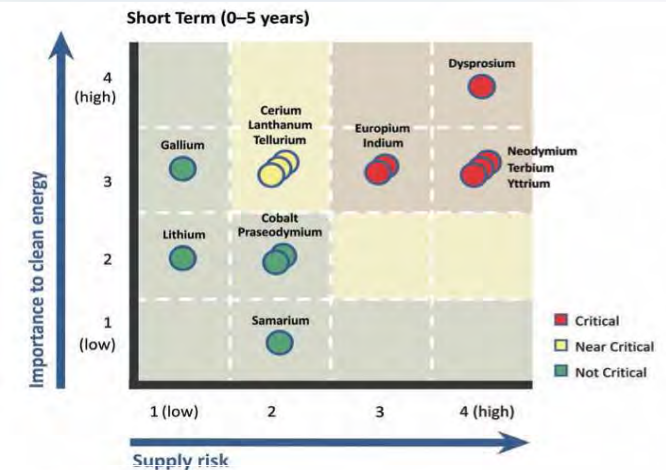 Short Term (0–5 years)
Importance to clean energy
4
(high)
3
2
1
(low)
Dysprosium
Cerium
Lanthanum
Tellurium
Europium
Indium
Gallium
Neodymium
Terbium
Yttrium
Cobalt
Praseodymium
Lithium
Samarium
Critical
Near Critical
Not Critical
1 (low)
2
3
4 (high)
Supply risk